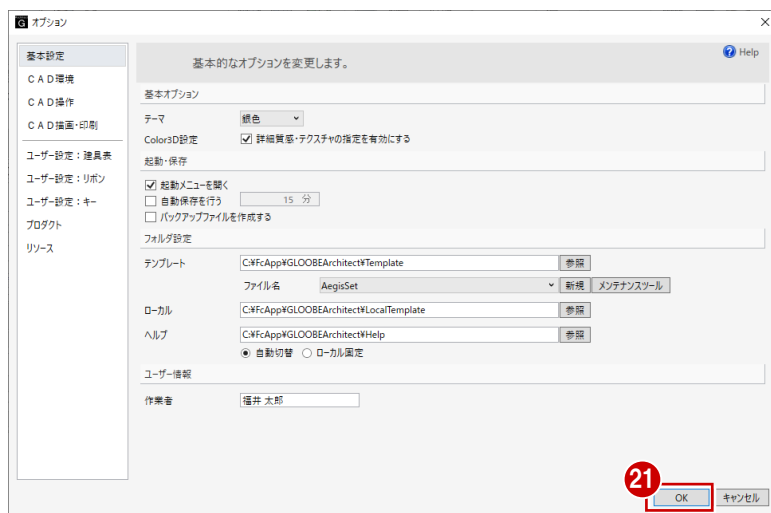 G オプション
基本設定
CAD環境
CAD操作
CAD描画・印刷
ユーザー設定:建具表
ユーザー設定:リボン
ユーザー設定:キー
プロダクト
リソース
基本的なオプションを変更します。
Help
基本オプション
テーマ 銀色
Color3D設定 詳細質感・テクスチャの指定を有効にする
起動・保存
起動メニューを開く
自動保存を行う 15 分
バックアップファイルを作成する
フォルダ設定
テンプレート C:¥FcApp¥GLOOBEArchitect¥Template 参照
ファイル名 AegisSet 新規 メンテナンスツール
ローカル C:¥FcApp¥GLOOBEArchitect¥LocalTemplate 参照
ヘルプ C:¥FcApp¥GLOOBEArchitect¥Help 参照
自動切替 ローカル固定
ユーザー情報
作業者 福井 太郎
21
OK キャンセル